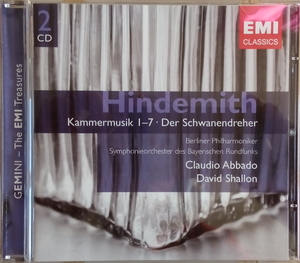 2
CD
GEMINI – The EMI Treasures
EMI
CLASSICS
Hindemith
Kammermusik 1–7 · Der Schwanendreher
Berliner Philharmoniker
Symphonieorchester des Bayerischen Rundfunks
Claudio Abbado
David Shallon